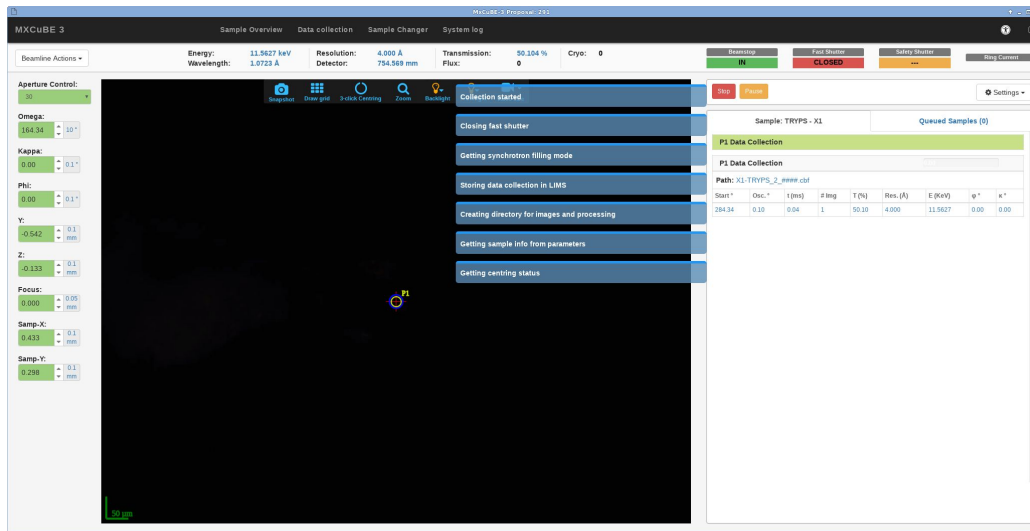 MXCuBE-3 Proposal: 291
MXCuBE 3 Sample Overview Data collection Sample Changer System log
Beamline Actions
Energy: 11.5627 keV Resolution: 4.000 Å Transmission: 50.104 % Cryo: 0
Wavelength: 1.0723 Å Detector: 754.569 mm Flux: 0
Beamstop Fast Shutter Safety Shutter Ring Current
IN CLOSED ---
Aperture Control:
Omega:
164.34 10 °
Kappa:
0.00 0.1 °
Phi:
0.00 0.1 °
Y:
-0.542 0.1 mm
Z:
-0.133 0.1 mm
Focus:
0.000 0.05 mm
Samp-X:
0.433 0.1 mm
Samp-Y:
0.298 0.1 mm
Snapshot Draw grid 3-click Centring Zoom Backlight
Collection started
Closing fast shutter
Getting synchrotron filling mode
Storing data collection in LIMS
Creating directory for images and processing
Getting sample info from parameters
Getting centring status
P1
50 µm
Stop Pause Settings
Sample: TRYPS - X1 Queued Samples (0)
P1 Data Collection
P1 Data Collection
Path: X1-TRYPS_2_####.cbf
Start ° Osc. ° t (ms) # Img T (%) Res. (Å) E (KeV) φ ° κ °
284.34 0.10 0.04 1 50.10 4.000 11.5627 0.00 0.00